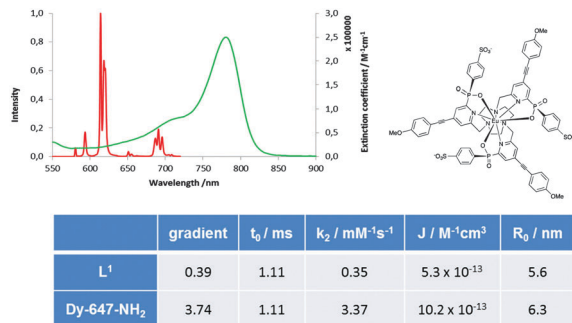 1,0
0,8
0,6
0,4
0,2
0,0
Intensity
550 600 650 700 750 800 850 900
Wavelength /nm
3,0
2,5
2,0
1,5
1,0
0,5
0,0
x 100000
Extinction coefficient / M⁻¹cm⁻¹
OMe
SO₃⁻
MeO
OMe
gradient t₀ / ms k₂ / mM⁻¹s⁻¹ J / M⁻¹cm³ R₀ / nm
L¹ 0.39 1.11 0.35 5.3 x 10⁻¹³ 5.6
Dy-647-NH₂ 3.74 1.11 3.37 10.2 x 10⁻¹³ 6.3